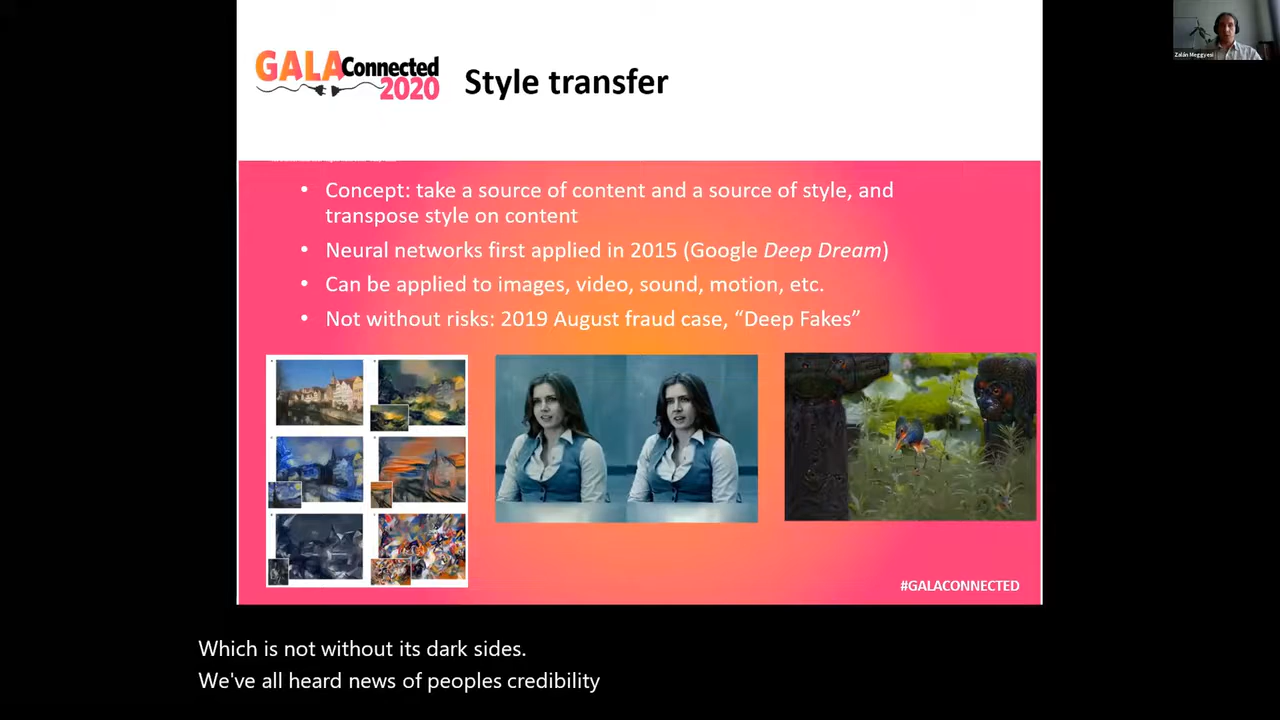 GALA Connected
2020
Style transfer
Zalán Meggyesi
• Concept: take a source of content and a source of style, and
transpose style on content
• Neural networks first applied in 2015 (Google Deep Dream)
• Can be applied to images, video, sound, motion, etc.
• Not without risks: 2019 August fraud case, “Deep Fakes”
#GALACONNECTED
Which is not without its dark sides.
We've all heard news of peoples credibility